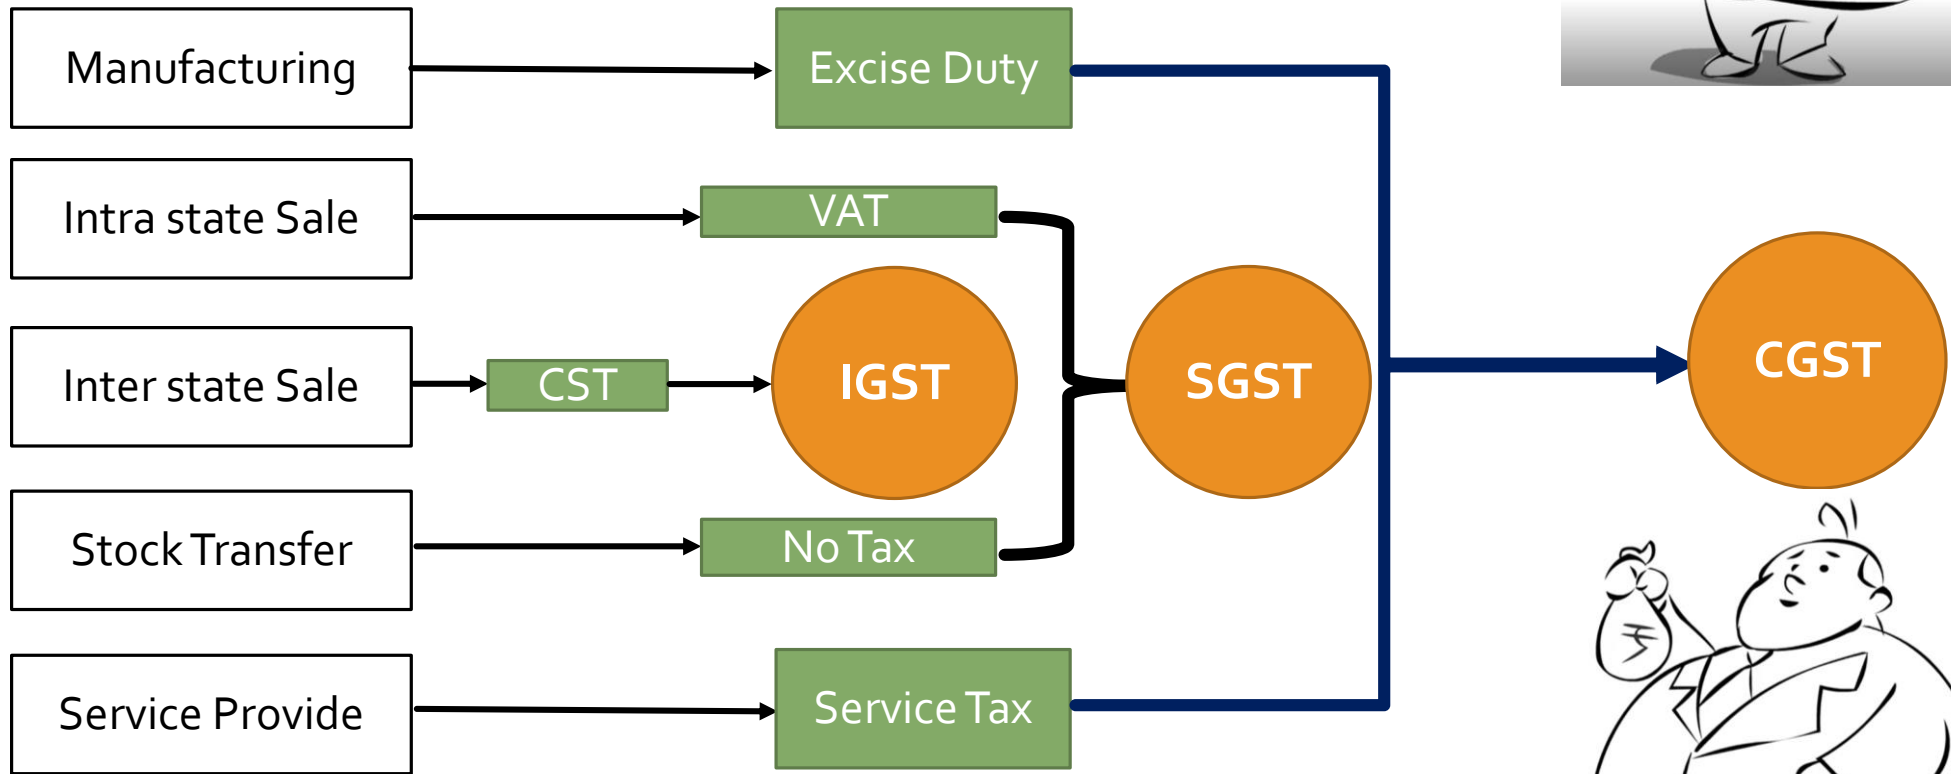 Manufacturing
Excise Duty
Intra state Sale
VAT
Inter state Sale
CST
IGST
SGST
CGST
Stock Transfer
No Tax
₹
Service Provide
Service Tax